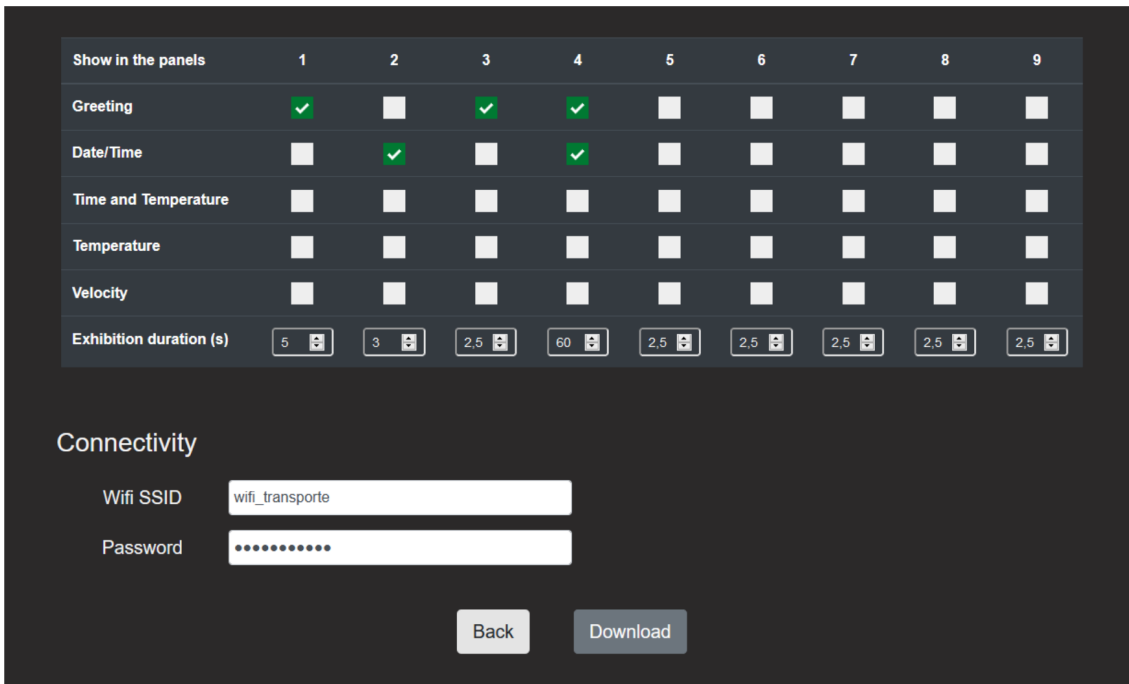 Show in the panels 1 2 3 4 5 6 7 8 9
Greeting
Date/Time
Time and Temperature
Temperature
Velocity
Exhibition duration (s) 5 3 2,5 60 2,5 2,5 2,5 2,5 2,5
Connectivity
Wifi SSID wifi_transporte
Password •••••••••••
Back Download